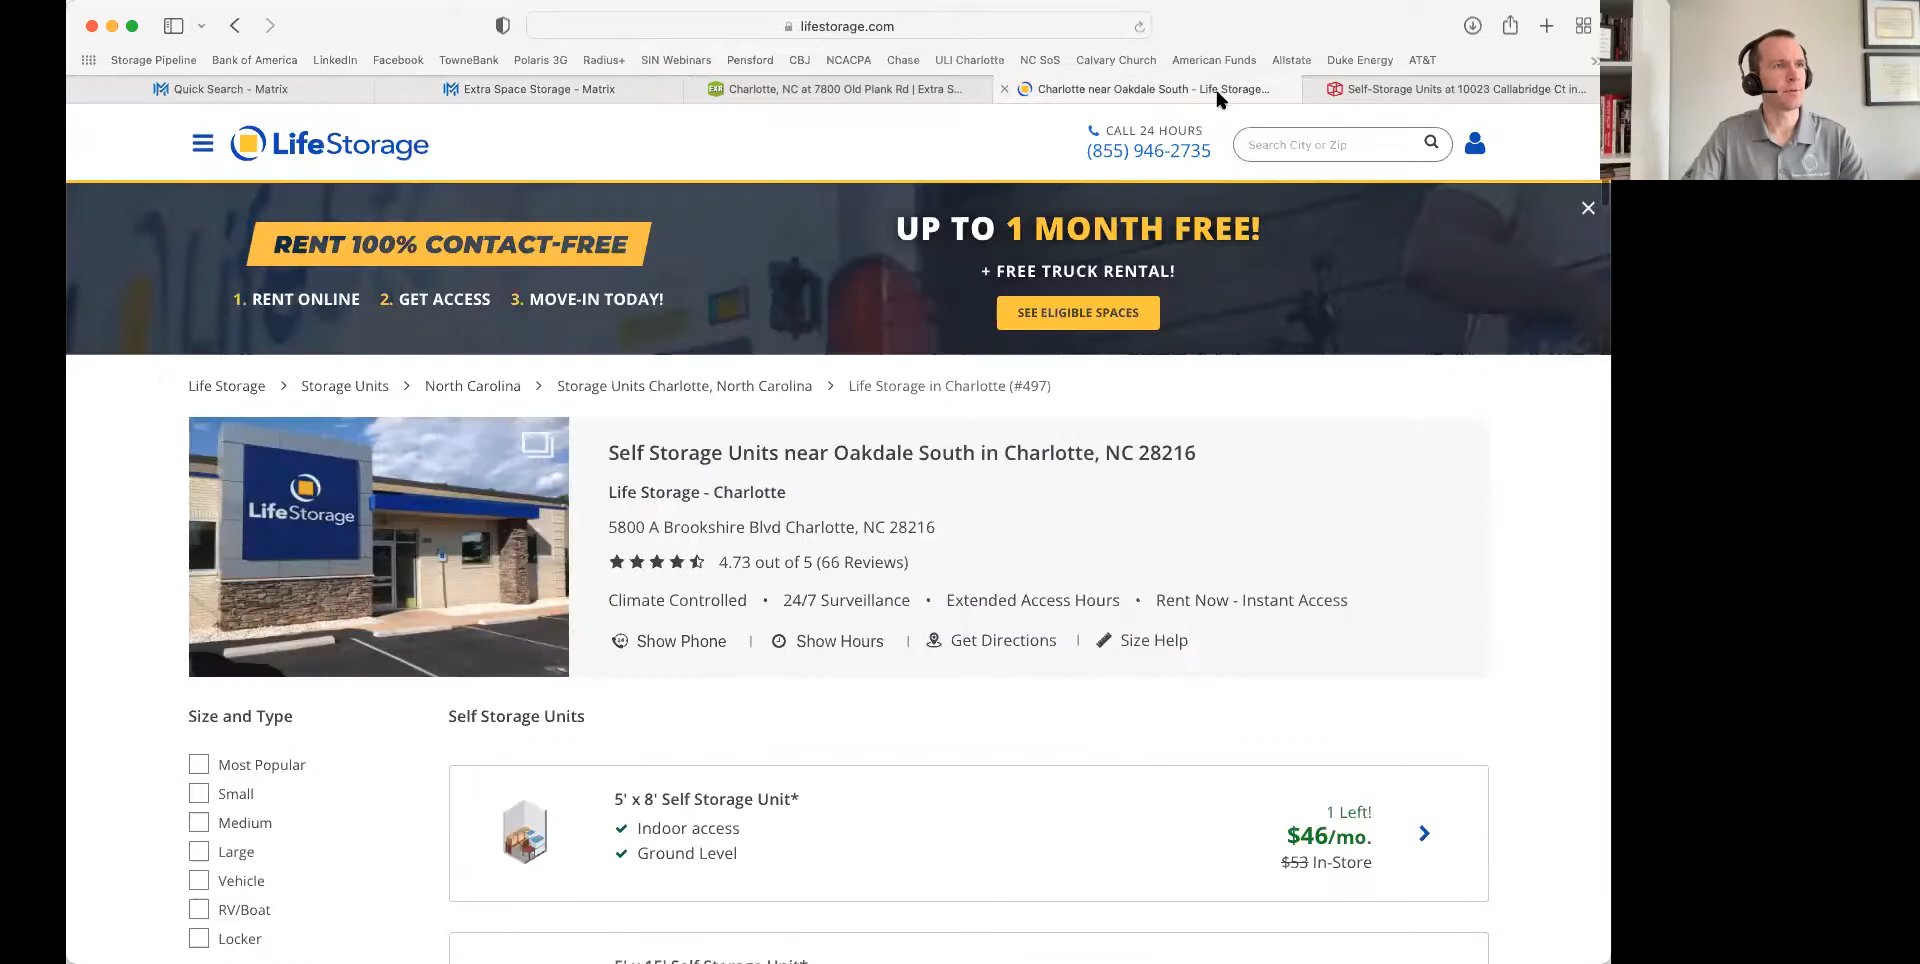 lifestorage.com
Storage Pipeline Bank of America LinkedIn Facebook TowneBank Polaris 3G Radius+ SIN Webinars Pensford CBJ NCACPA Chase ULI Charlotte NC SoS Calvary Church American Funds Allstate Duke Energy AT&T
Quick Search - Matrix Extra Space Storage - Matrix EXR Charlotte, NC at 7800 Old Plank Rd | Extra S... Charlotte near Oakdale South - Life Storage... Self-Storage Units at 10023 Callabridge Ct in...
LifeStorage
CALL 24 HOURS
(855) 946-2735
Search City or Zip
RENT 100% CONTACT-FREE
1. RENT ONLINE 2. GET ACCESS 3. MOVE-IN TODAY!
UP TO 1 MONTH FREE!
+ FREE TRUCK RENTAL!
SEE ELIGIBLE SPACES
Life Storage > Storage Units > North Carolina > Storage Units Charlotte, North Carolina > Life Storage in Charlotte (#497)
LifeStorage
Self Storage Units near Oakdale South in Charlotte, NC 28216
Life Storage - Charlotte
5800 A Brookshire Blvd Charlotte, NC 28216
4.73 out of 5 (66 Reviews)
Climate Controlled • 24/7 Surveillance • Extended Access Hours • Rent Now - Instant Access
Show Phone | Show Hours | Get Directions | Size Help
Size and Type
Most Popular
Small
Medium
Large
Vehicle
RV/Boat
Locker
Self Storage Units
5' x 8' Self Storage Unit*
Indoor access
Ground Level
1 Left!
$46/mo.
$53 In-Store